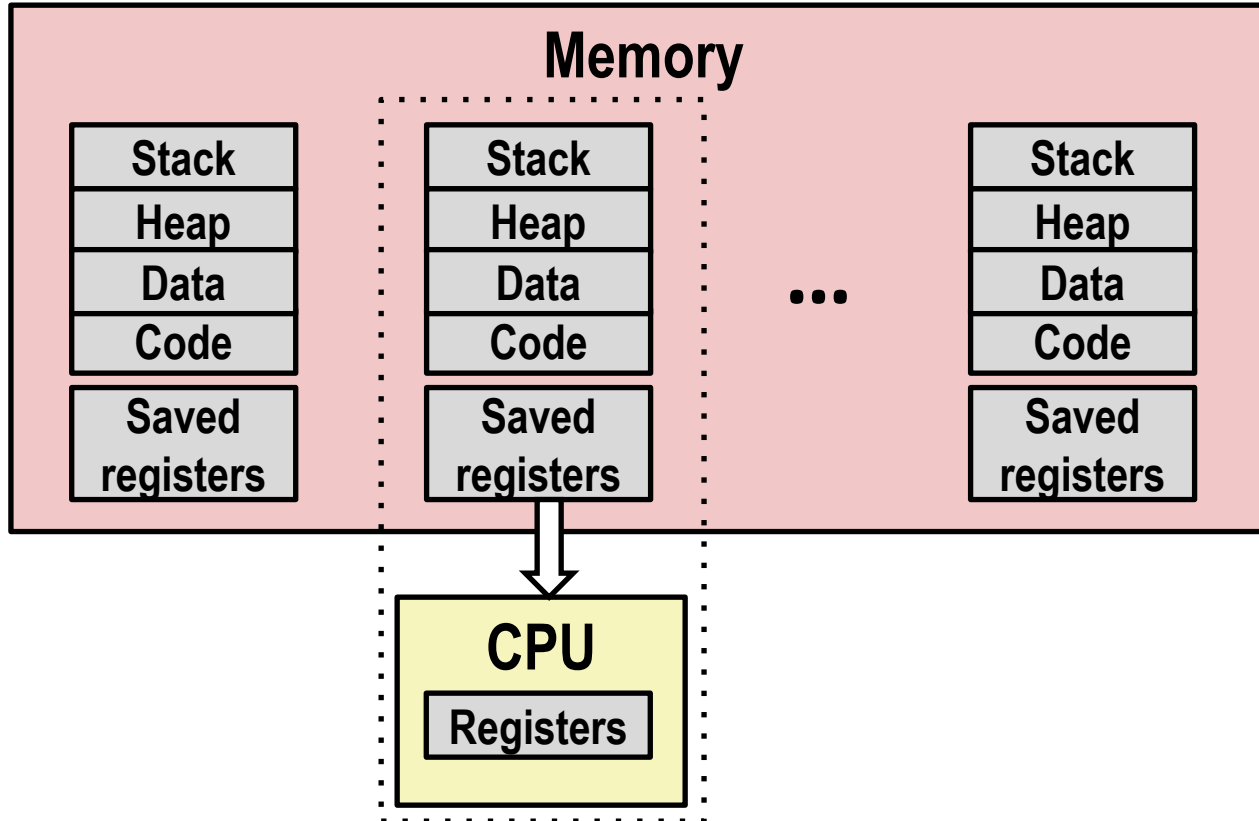 Memory
Stack
Heap
Data
Code
Saved
registers
Stack
Heap
Data
Code
Saved
registers
...
Stack
Heap
Data
Code
Saved
registers
CPU
Registers